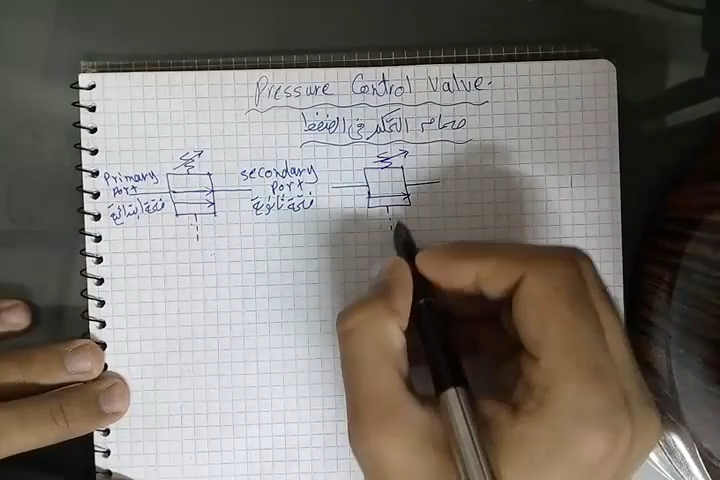 Pressure Control Valve.
صمام التحكم في الضغط
Primary
port
فتحة ابتدائية
secondary
port
فتحة ثانوية